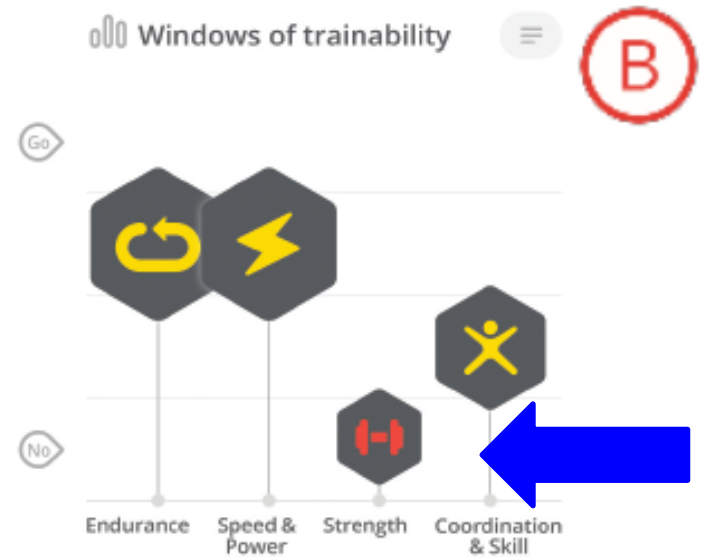 Windows of trainability
B
Go
No
Endurance
Speed &
Power
Strength
Coordination
& Skill